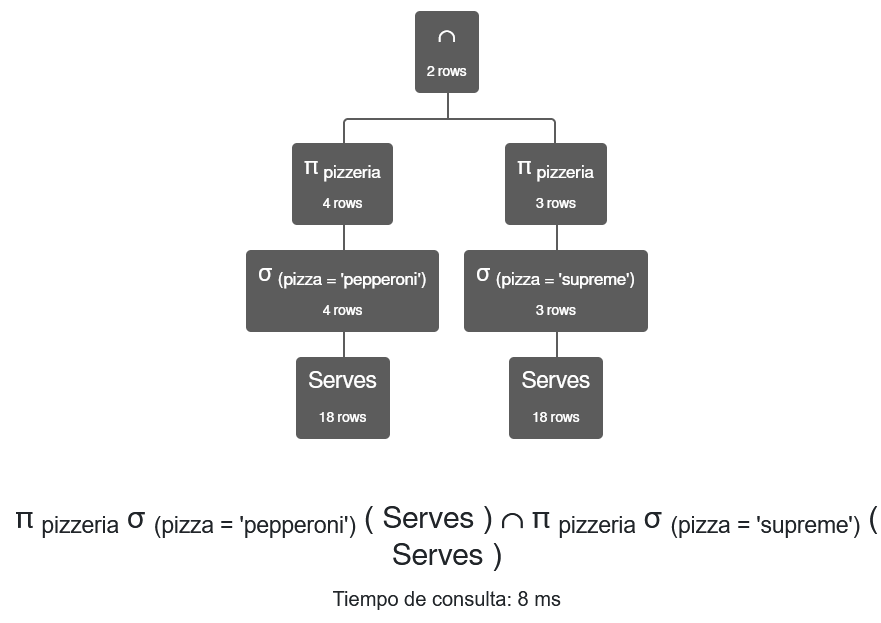 ∩
2 rows
π pizzeria
4 rows
π pizzeria
3 rows
σ (pizza = 'pepperoni')
4 rows
σ (pizza = 'supreme')
3 rows
Serves
18 rows
Serves
18 rows
π pizzeria σ (pizza = 'pepperoni') ( Serves ) ∩ π pizzeria σ (pizza = 'supreme') (
Serves )
Tiempo de consulta: 8 ms